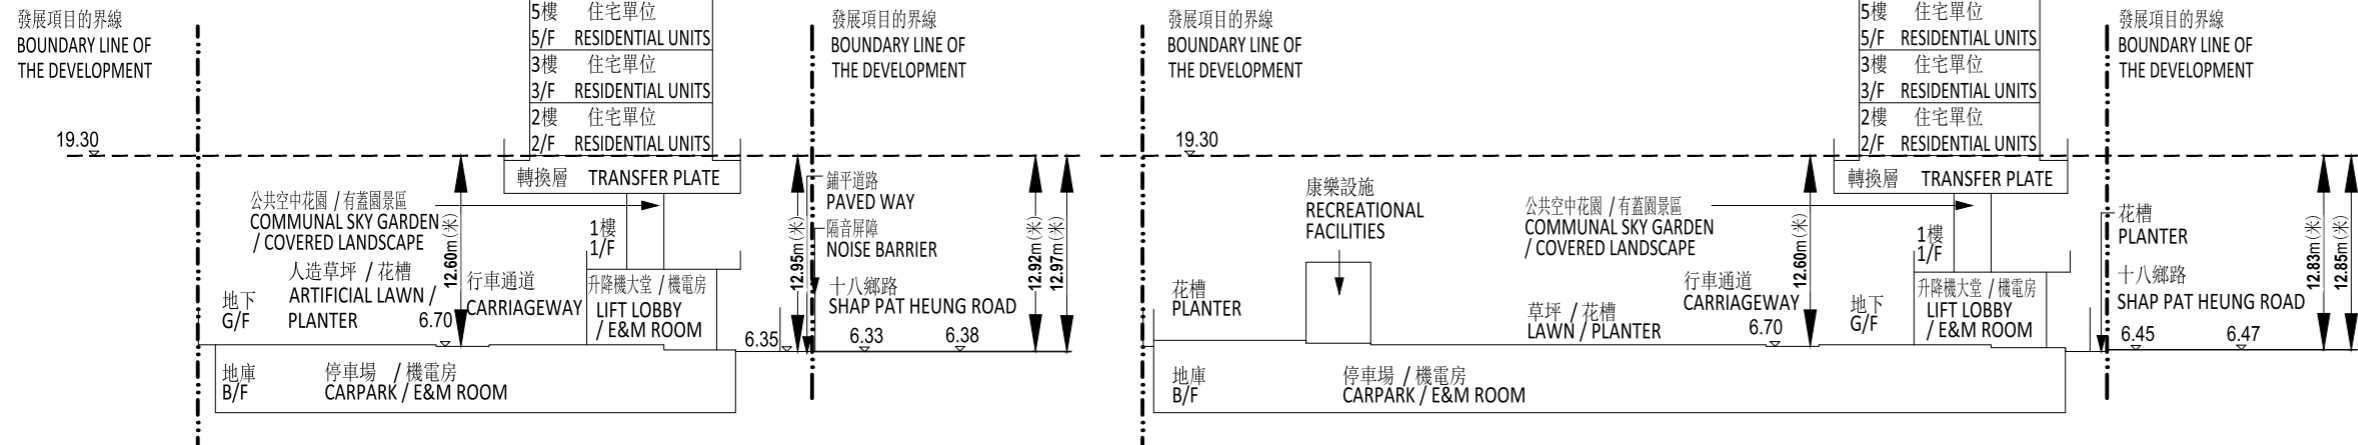 發展項目的界線
BOUNDARY LINE OF
THE DEVELOPMENT
5樓 住宅單位
5/F RESIDENTIAL UNITS
3樓 住宅單位
3/F RESIDENTIAL UNITS
2樓 住宅單位
2/F RESIDENTIAL UNITS
發展項目的界線
BOUNDARY LINE OF
THE DEVELOPMENT
19.30
轉換層 TRANSFER PLATE
公共空中花園 / 有蓋園景區
COMMUNAL SKY GARDEN
/ COVERED LANDSCAPE
12.60m(米)
1樓
1/F
人造草坪 / 花槽
ARTIFICIAL LAWN /
PLANTER
地下
G/F
6.70
行車通道
CARRIAGEWAY
升降機大堂 / 機電房
LIFT LOBBY
/ E&M ROOM
6.35
12.95m(米)
鋪平道路
PAVED WAY
隔音屏障
NOISE BARRIER
十八鄉路
SHAP PAT HEUNG ROAD
6.33
6.38
12.92m(米)
12.97m(米)
地庫
B/F
停車場 / 機電房
CARPARK / E&M ROOM
發展項目的界線
BOUNDARY LINE OF
THE DEVELOPMENT
5樓 住宅單位
5/F RESIDENTIAL UNITS
3樓 住宅單位
3/F RESIDENTIAL UNITS
2樓 住宅單位
2/F RESIDENTIAL UNITS
發展項目的界線
BOUNDARY LINE OF
THE DEVELOPMENT
19.30
轉換層 TRANSFER PLATE
康樂設施
RECREATIONAL
FACILITIES
公共空中花園 / 有蓋園景區
COMMUNAL SKY GARDEN
/ COVERED LANDSCAPE
12.60m(米)
1樓
1/F
花槽
PLANTER
草坪 / 花槽
LAWN / PLANTER
行車通道
CARRIAGEWAY
6.70
地下
G/F
升降機大堂 / 機電房
LIFT LOBBY
/ E&M ROOM
花槽
PLANTER
十八鄉路
SHAP PAT HEUNG ROAD
6.45
6.47
12.83m(米)
12.85m(米)
地庫
B/F
停車場 / 機電房
CARPARK / E&M ROOM